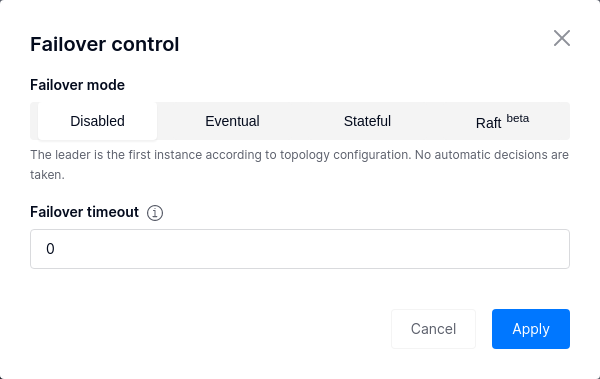 Failover control
Failover mode
Disabled Eventual Stateful Raft beta
The leader is the first instance according to topology configuration. No automatic decisions are
taken.
Failover timeout
0
Cancel Apply